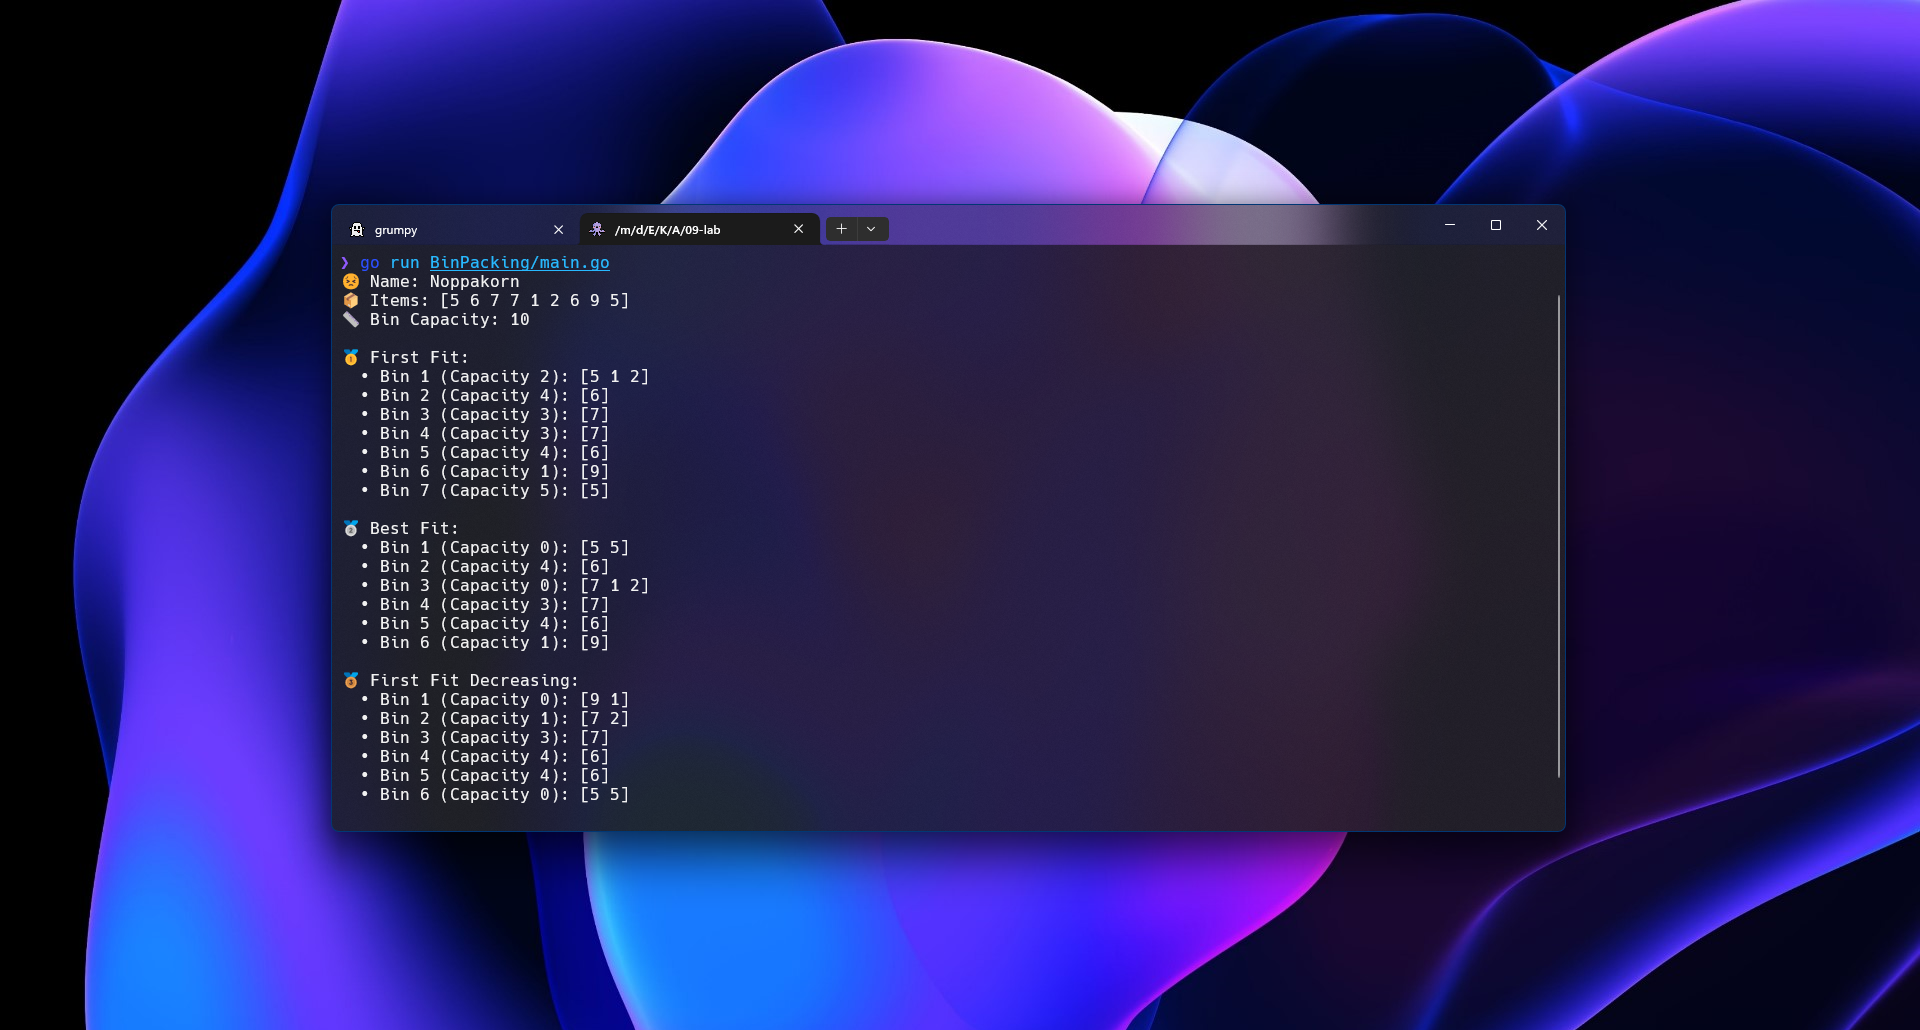 grumpy
/m/d/E/K/A/09-lab
❯ go run BinPacking/main.go
😣 Name: Noppakorn
📦 Items: [5 6 7 7 1 2 6 9 5]
📏 Bin Capacity: 10
🥇 First Fit:
• Bin 1 (Capacity 2): [5 1 2]
• Bin 2 (Capacity 4): [6]
• Bin 3 (Capacity 3): [7]
• Bin 4 (Capacity 3): [7]
• Bin 5 (Capacity 4): [6]
• Bin 6 (Capacity 1): [9]
• Bin 7 (Capacity 5): [5]
🥈 Best Fit:
• Bin 1 (Capacity 0): [5 5]
• Bin 2 (Capacity 4): [6]
• Bin 3 (Capacity 0): [7 1 2]
• Bin 4 (Capacity 3): [7]
• Bin 5 (Capacity 4): [6]
• Bin 6 (Capacity 1): [9]
🥉 First Fit Decreasing:
• Bin 1 (Capacity 0): [9 1]
• Bin 2 (Capacity 1): [7 2]
• Bin 3 (Capacity 3): [7]
• Bin 4 (Capacity 4): [6]
• Bin 5 (Capacity 4): [6]
• Bin 6 (Capacity 0): [5 5]